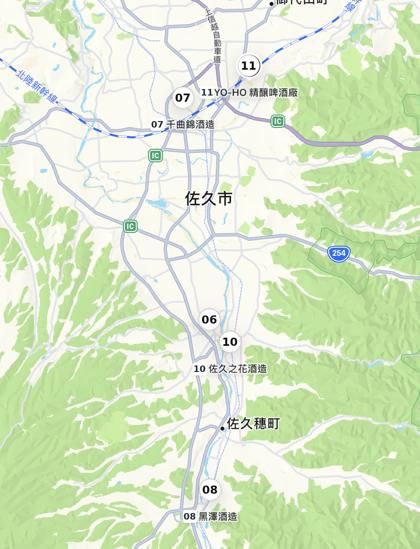 御代田町
上信越自動車道
11
11 YO-HO 精釀啤酒廠
北陸新幹線
07
07 千曲錦酒造
IC
IC
佐久市
IC
254
06
10
10 佐久之花酒造
佐久穗町
08
08 黑澤酒造